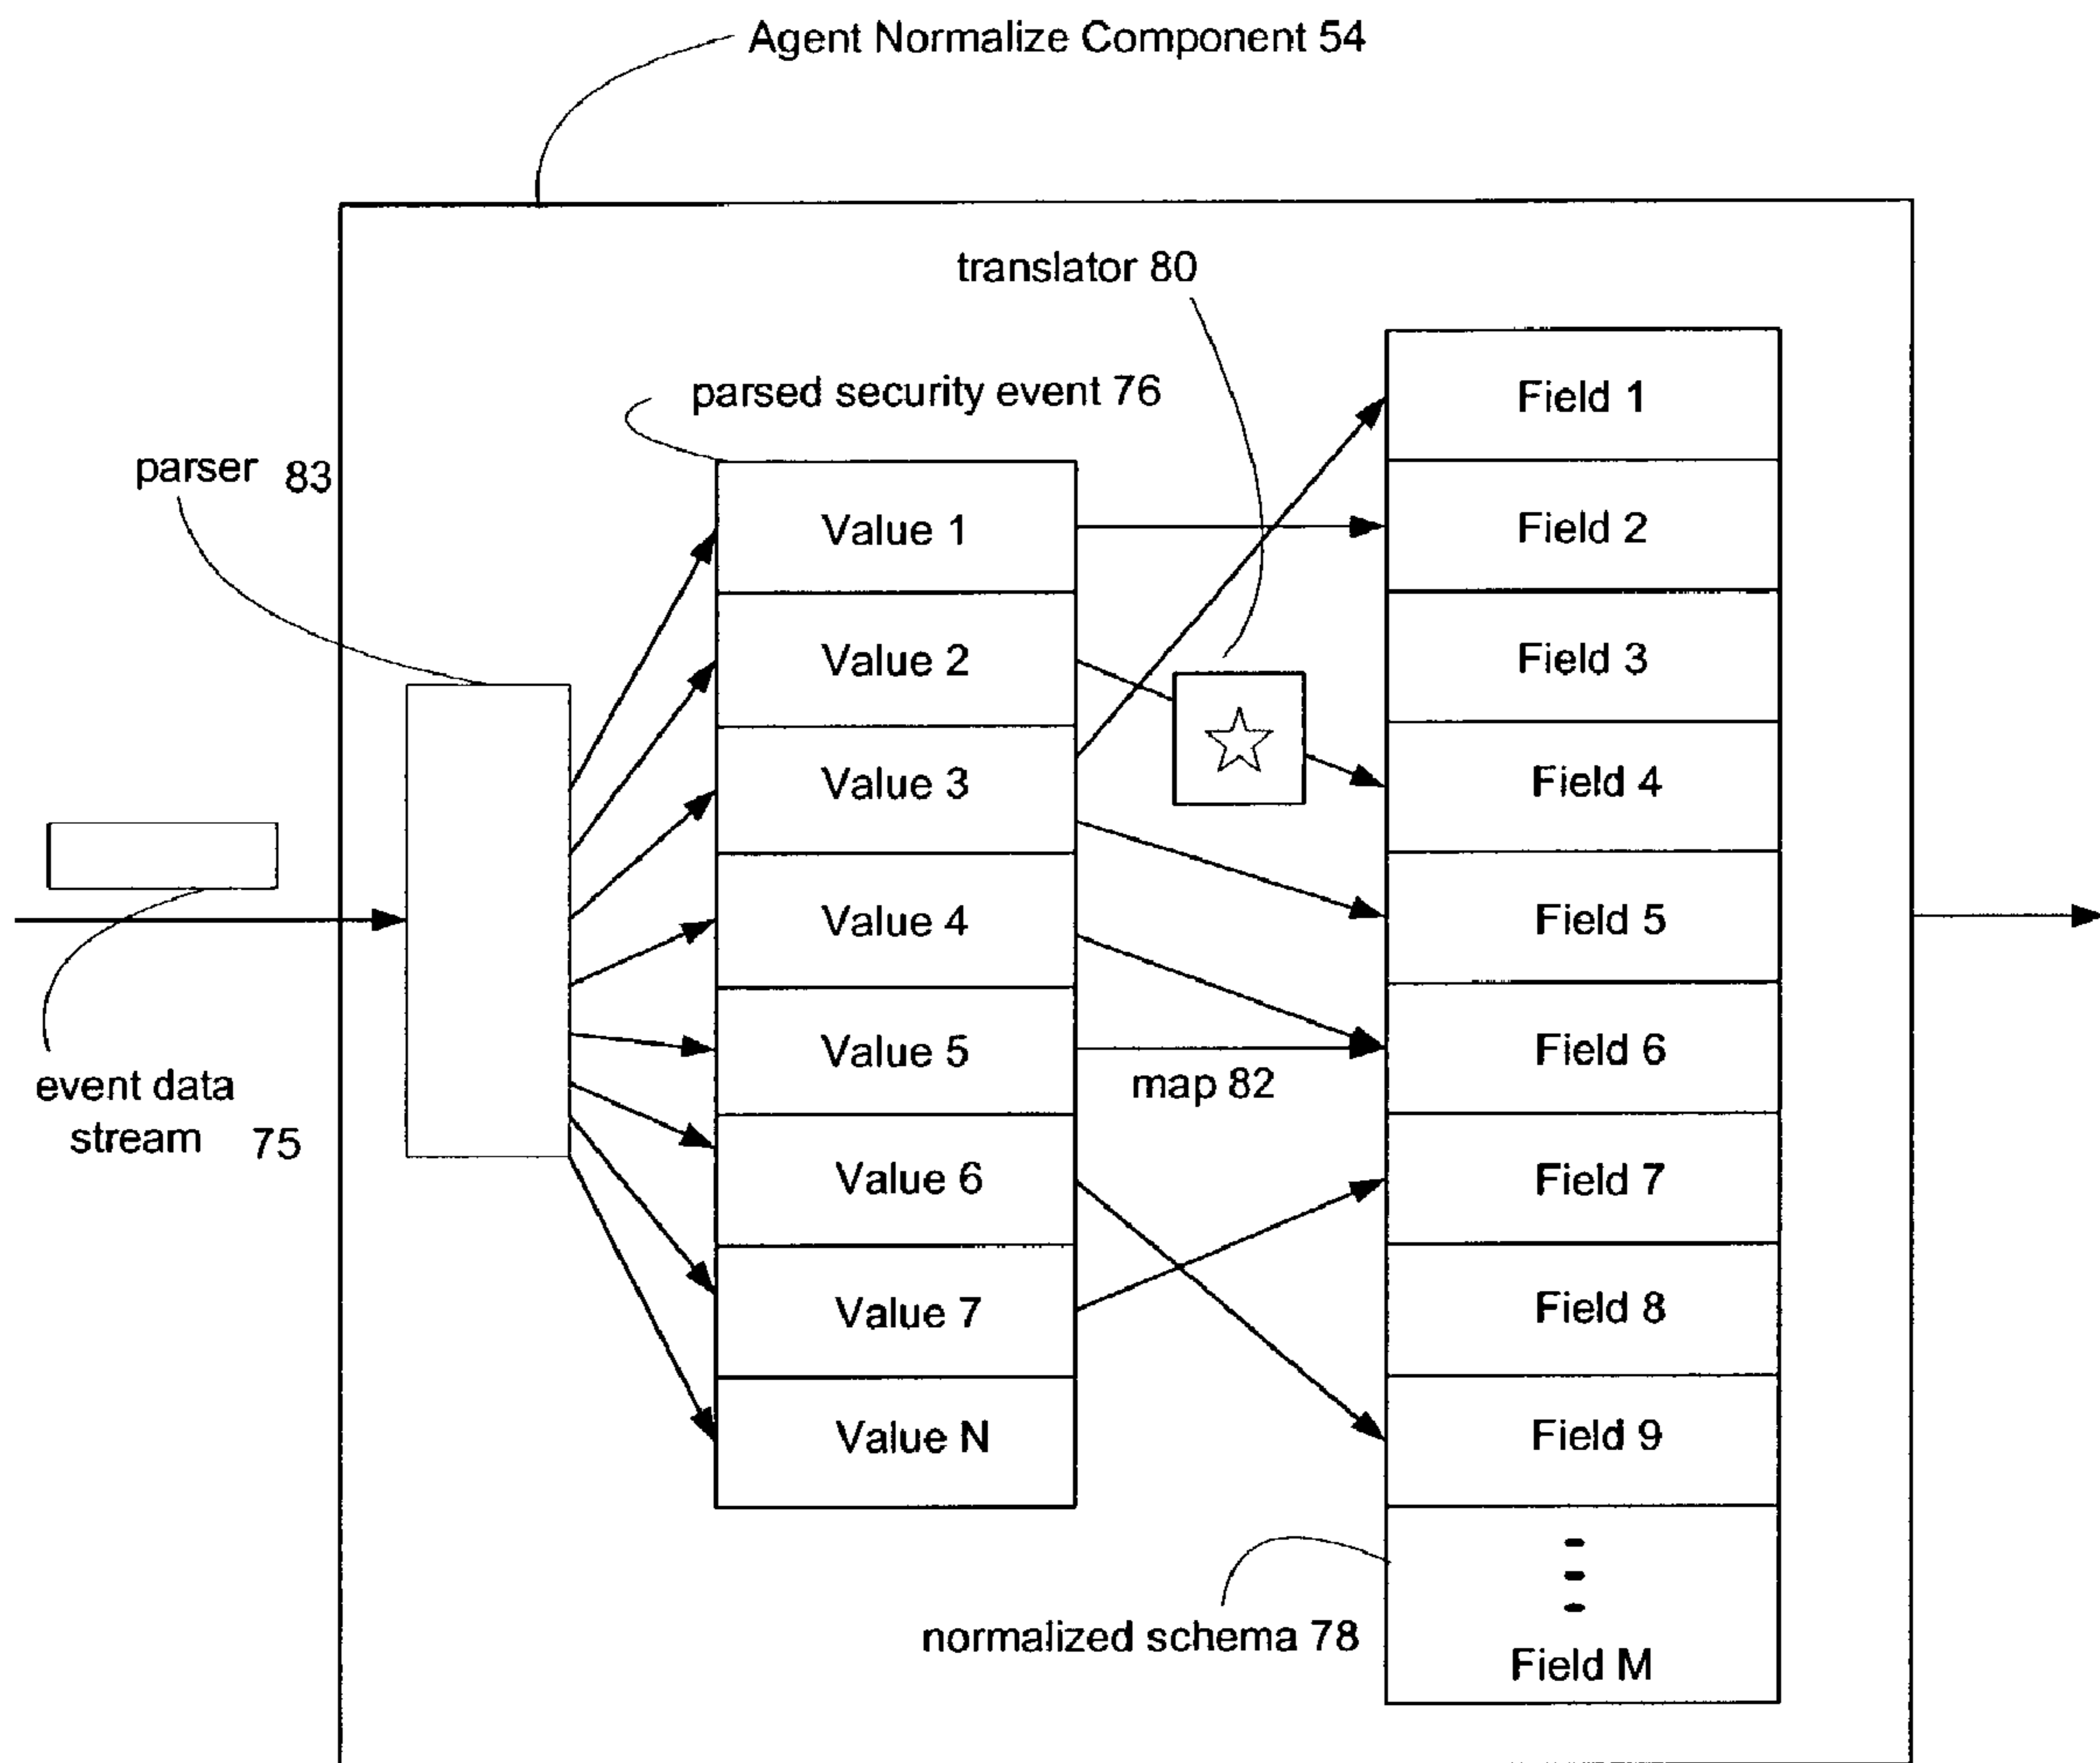 Agent Normalize Component 54
translator 80
parsed security event 76
parser 83
Value 1
Value 2
Value 3
Value 4
Value 5
Value 6
Value 7
Value N
Field 1
Field 2
Field 3
Field 4
Field 5
Field 6
Field 7
Field 8
Field 9
Field M
map 82
event data
stream 75
normalized schema 78